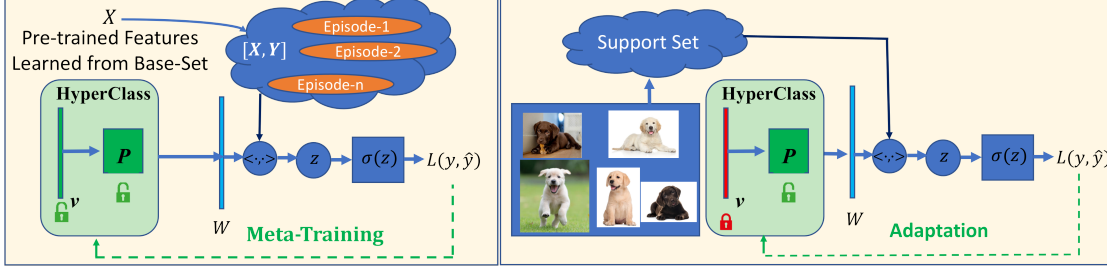 X
Pre-trained Features
Learned from Base-Set
[X, Y]
Episode-1
Episode-2
Episode-n
HyperClass
P
v
W
<·,·>
z
σ(z)
L(y, ŷ)
Meta-Training
Support Set
HyperClass
P
v
W
<·,·>
z
σ(z)
L(y, ŷ)
Adaptation